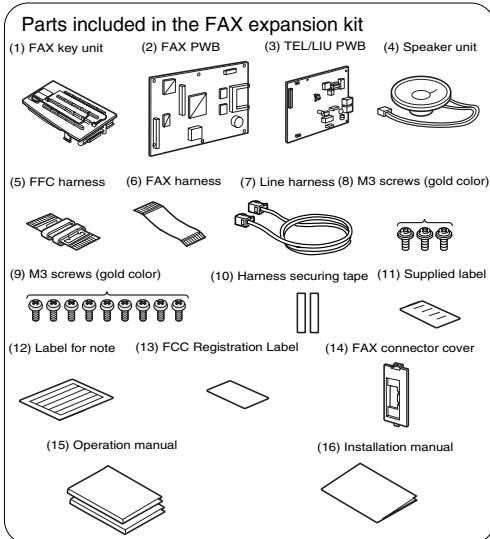 Parts included in the FAX expansion kit
(1) FAX key unit
(2) FAX PWB
(3) TEL/LIU PWB
(4) Speaker unit
(5) FFC harness
(6) FAX harness
(7) Line harness
(8) M3 screws (gold color)
(9) M3 screws (gold color)
(10) Harness securing tape
(11) Supplied label
(12) Label for note
(13) FCC Registration Label
(14) FAX connector cover
(15) Operation manual
(16) Installation manual